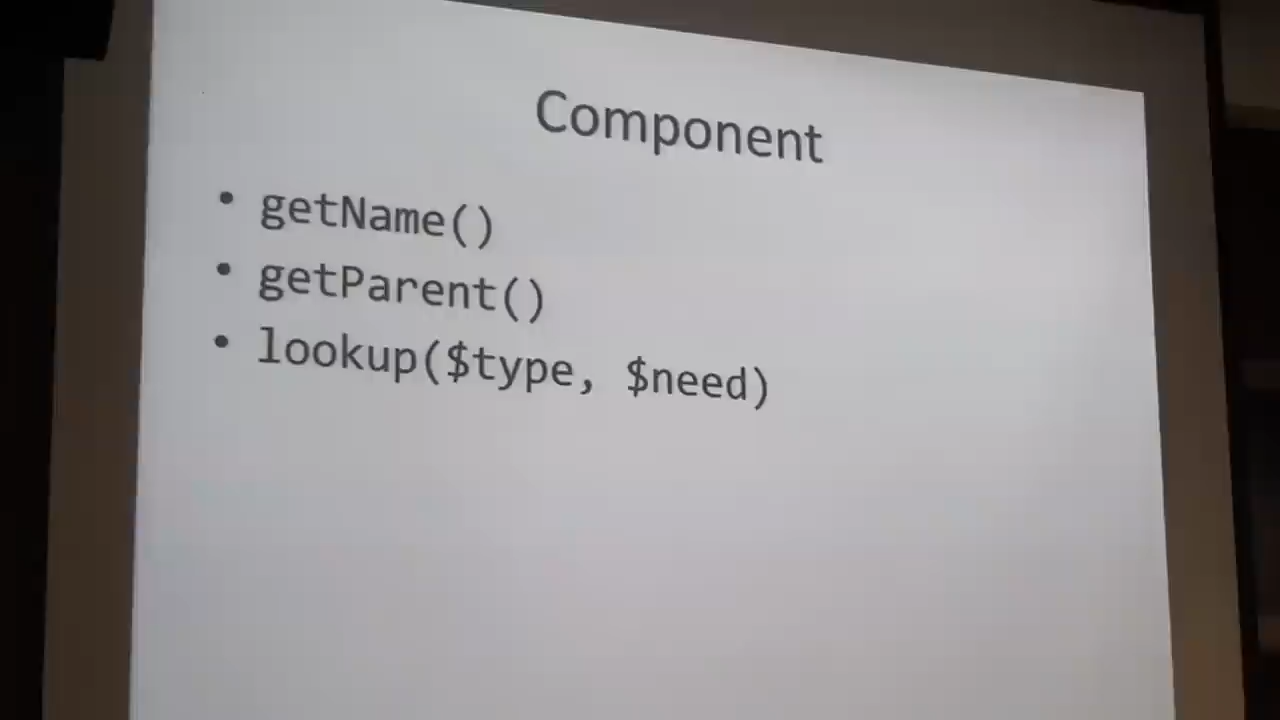 Component
• getName()
• getParent()
• lookup($type, $need)